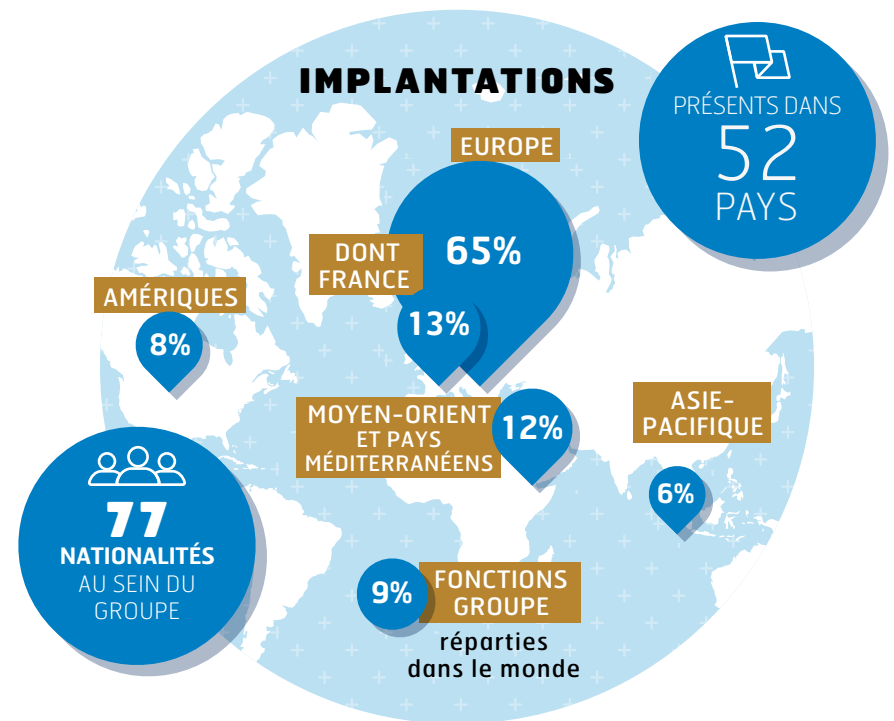 IMPLANTATIONS
PRÉSENTS DANS
52
PAYS
EUROPE
65%
DONT
FRANCE
13%
AMÉRIQUES
8%
MOYEN-ORIENT
ET PAYS
MÉDITERRANÉENS
12%
ASIE-
PACIFIQUE
6%
77
NATIONALITÉS
AU SEIN DU
GROUPE
9%
FONCTIONS
GROUPE
réparties
dans le monde